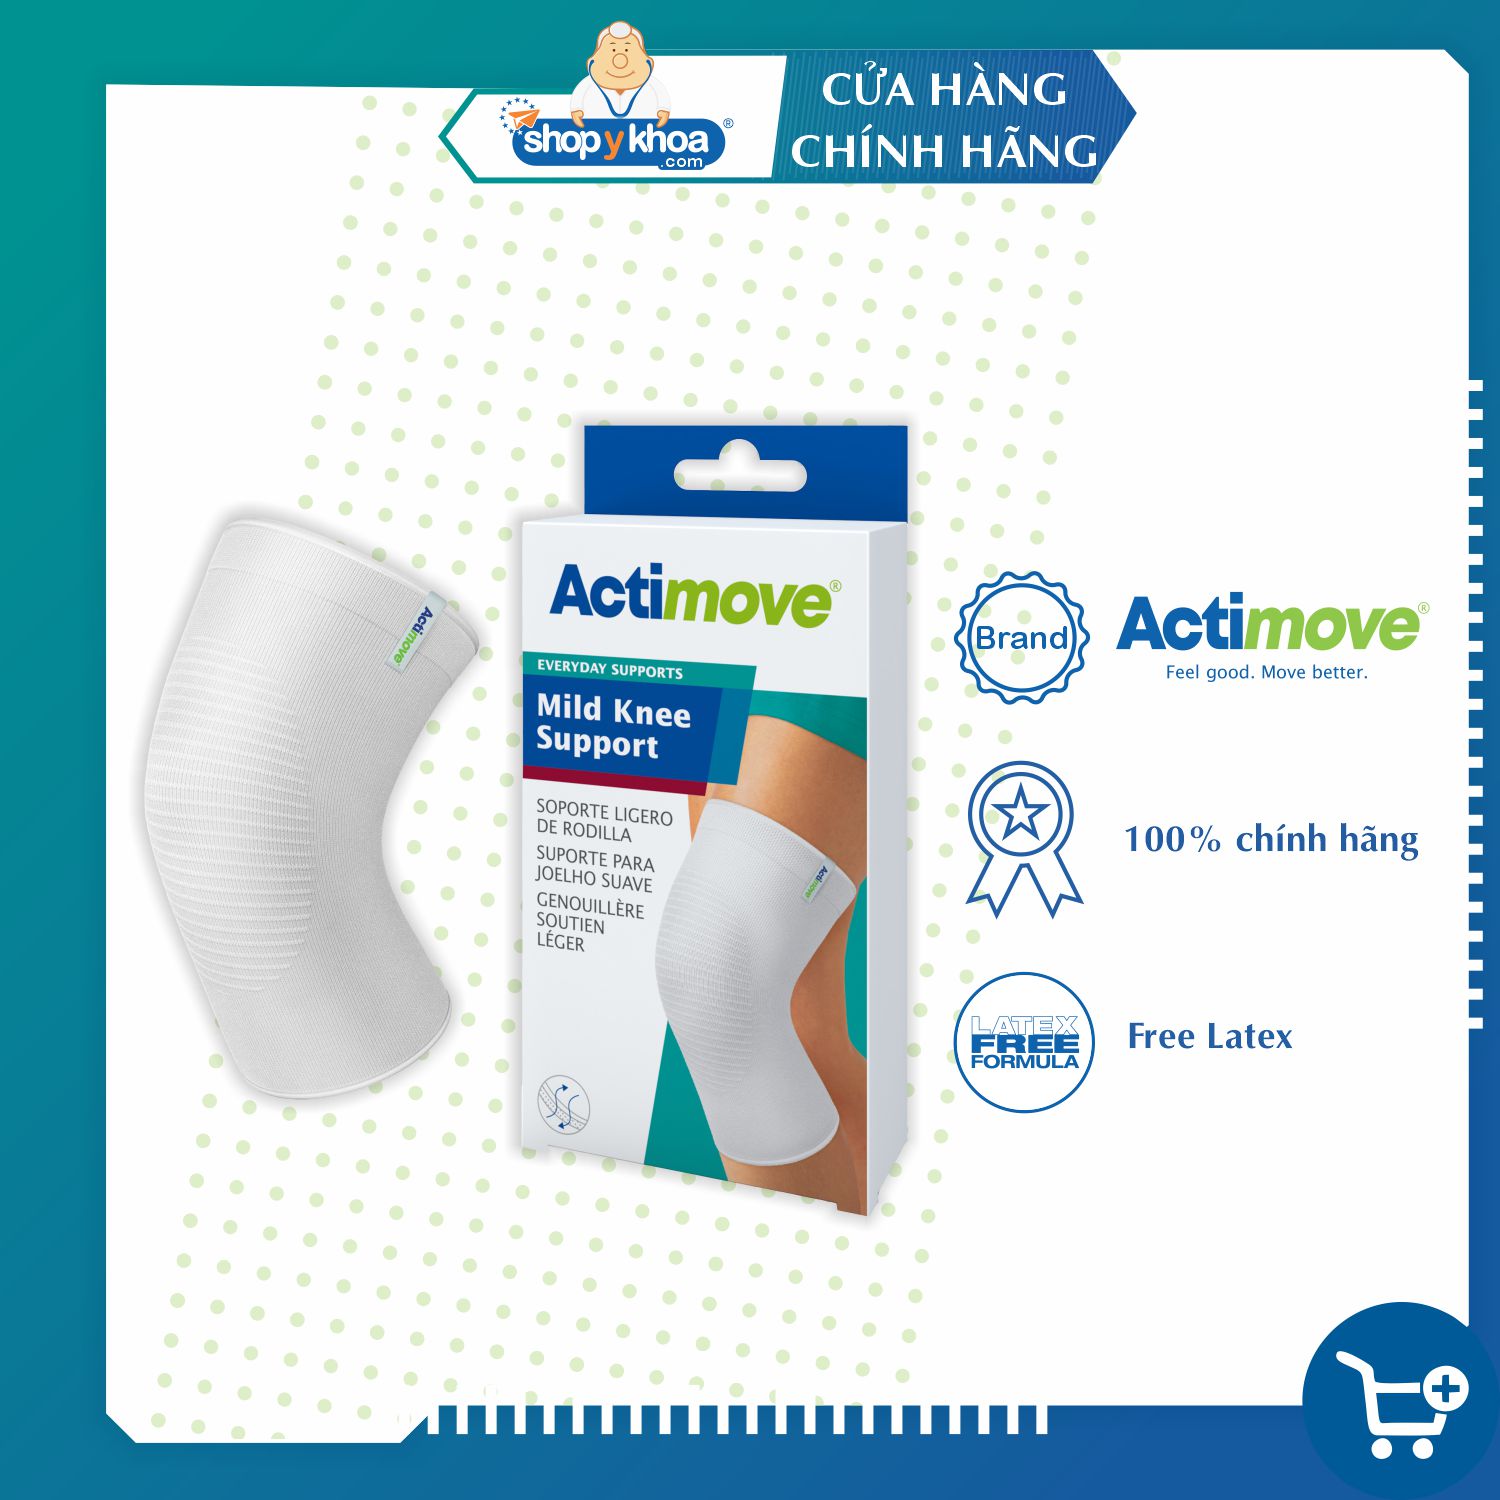 shopykhoa®
.com
CỬA HÀNG
CHÍNH HÃNG
Actimove®
EVERYDAY SUPPORTS
Mild Knee
Support
SOPORTE LIGERO
DE RODILLA
SUPORTE PARA
JOELHO SUAVE
GENOUILLÈRE
SOUTIEN
LÉGER
Actimove
Actimove
Brand
Actimove®
Feel good. Move better.
100% chính hãng
LATEX
FREE
FORMULA
Free Latex